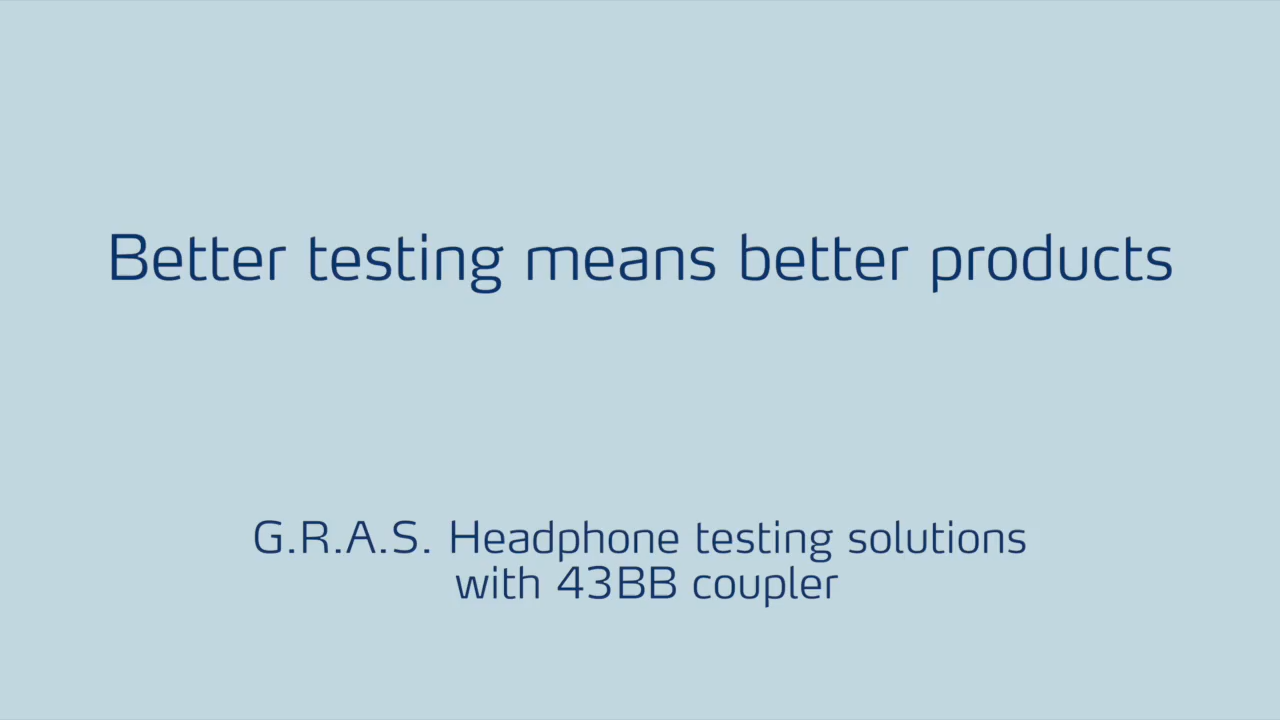 Better testing means better products
G.R.A.S. Headphone testing solutions
with 43BB coupler